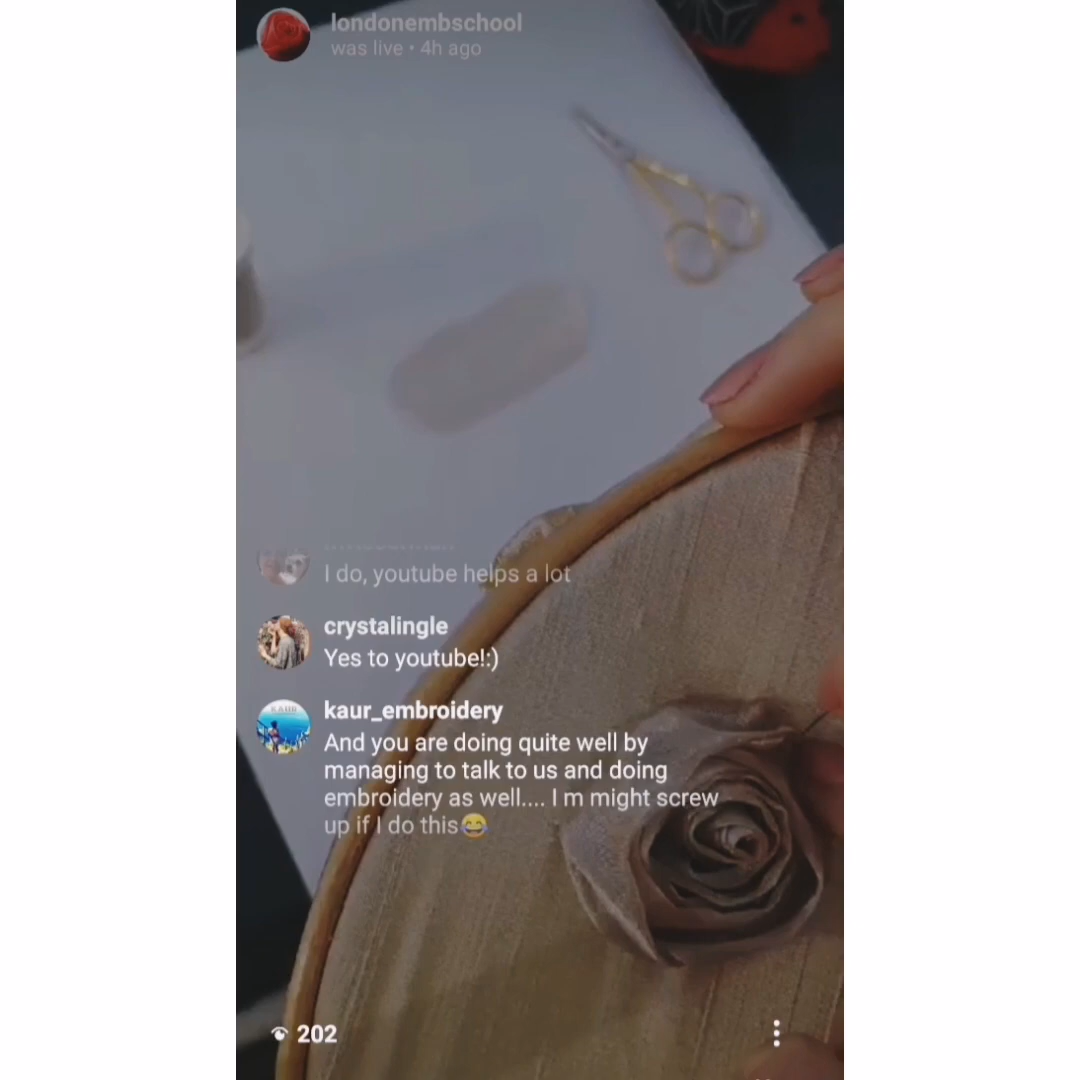 londonembschool
was live • 4h ago
I do, youtube helps a lot
crystalingle
Yes to youtube!:)
KAUR
kaur_embroidery
And you are doing quite well by
managing to talk to us and doing
embroidery as well.... I m might screw
up if I do this😂
202